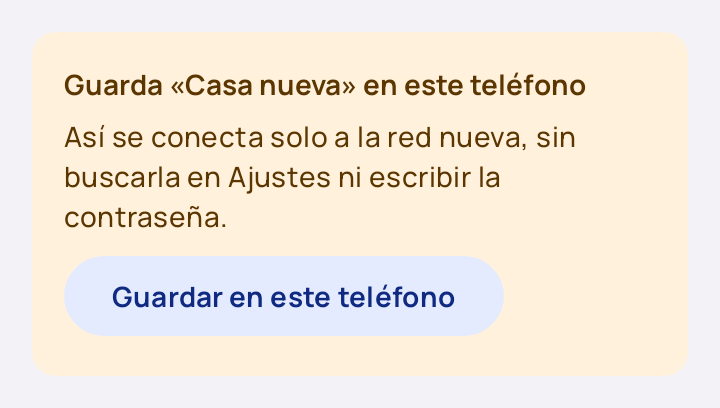 Guarda «Casa nueva» en este teléfono
Así se conecta solo a la red nueva, sin
buscarla en Ajustes ni escribir la
contraseña.
Guardar en este teléfono